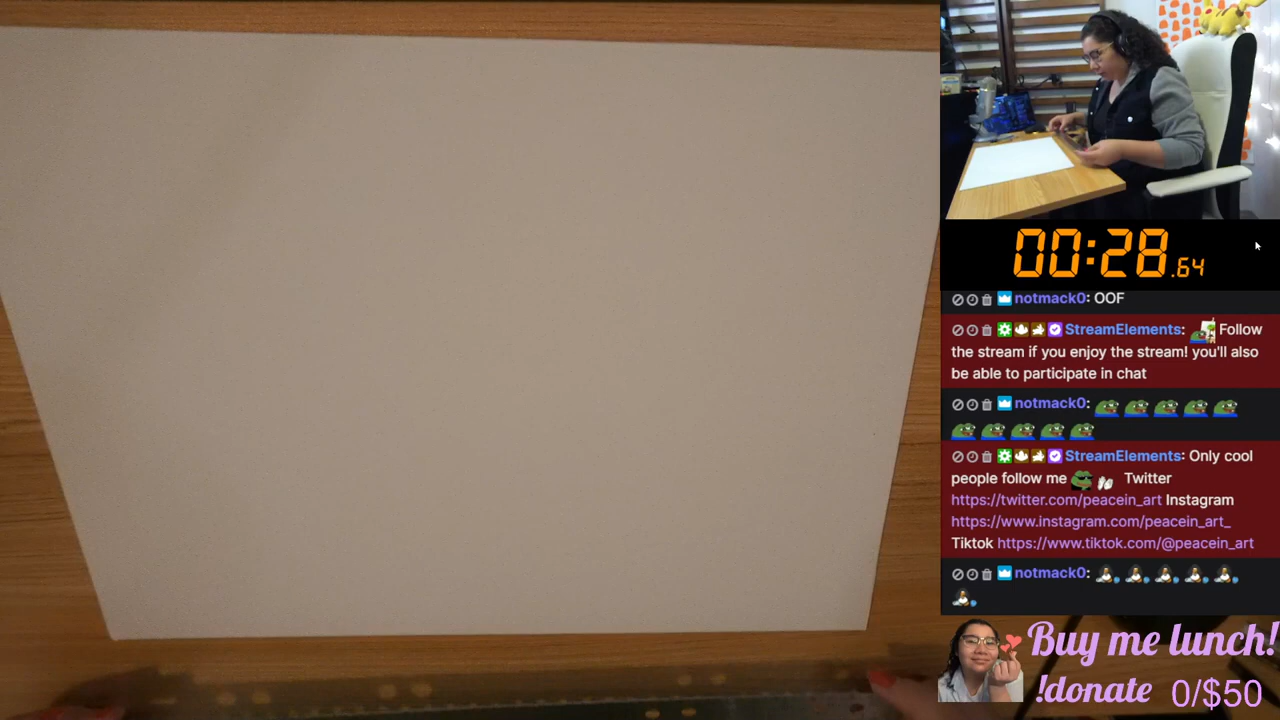 00:28.64
notmack0: OOF
StreamElements: Follow
the stream if you enjoy the stream! you'll also
be able to participate in chat
notmack0:
StreamElements: Only cool
people follow me Twitter
https://twitter.com/peacein_art Instagram
https://www.instagram.com/peacein_art_
Tiktok https://www.tiktok.com/@peacein_art
notmack0:
Buy me lunch!
!donate 0/$50